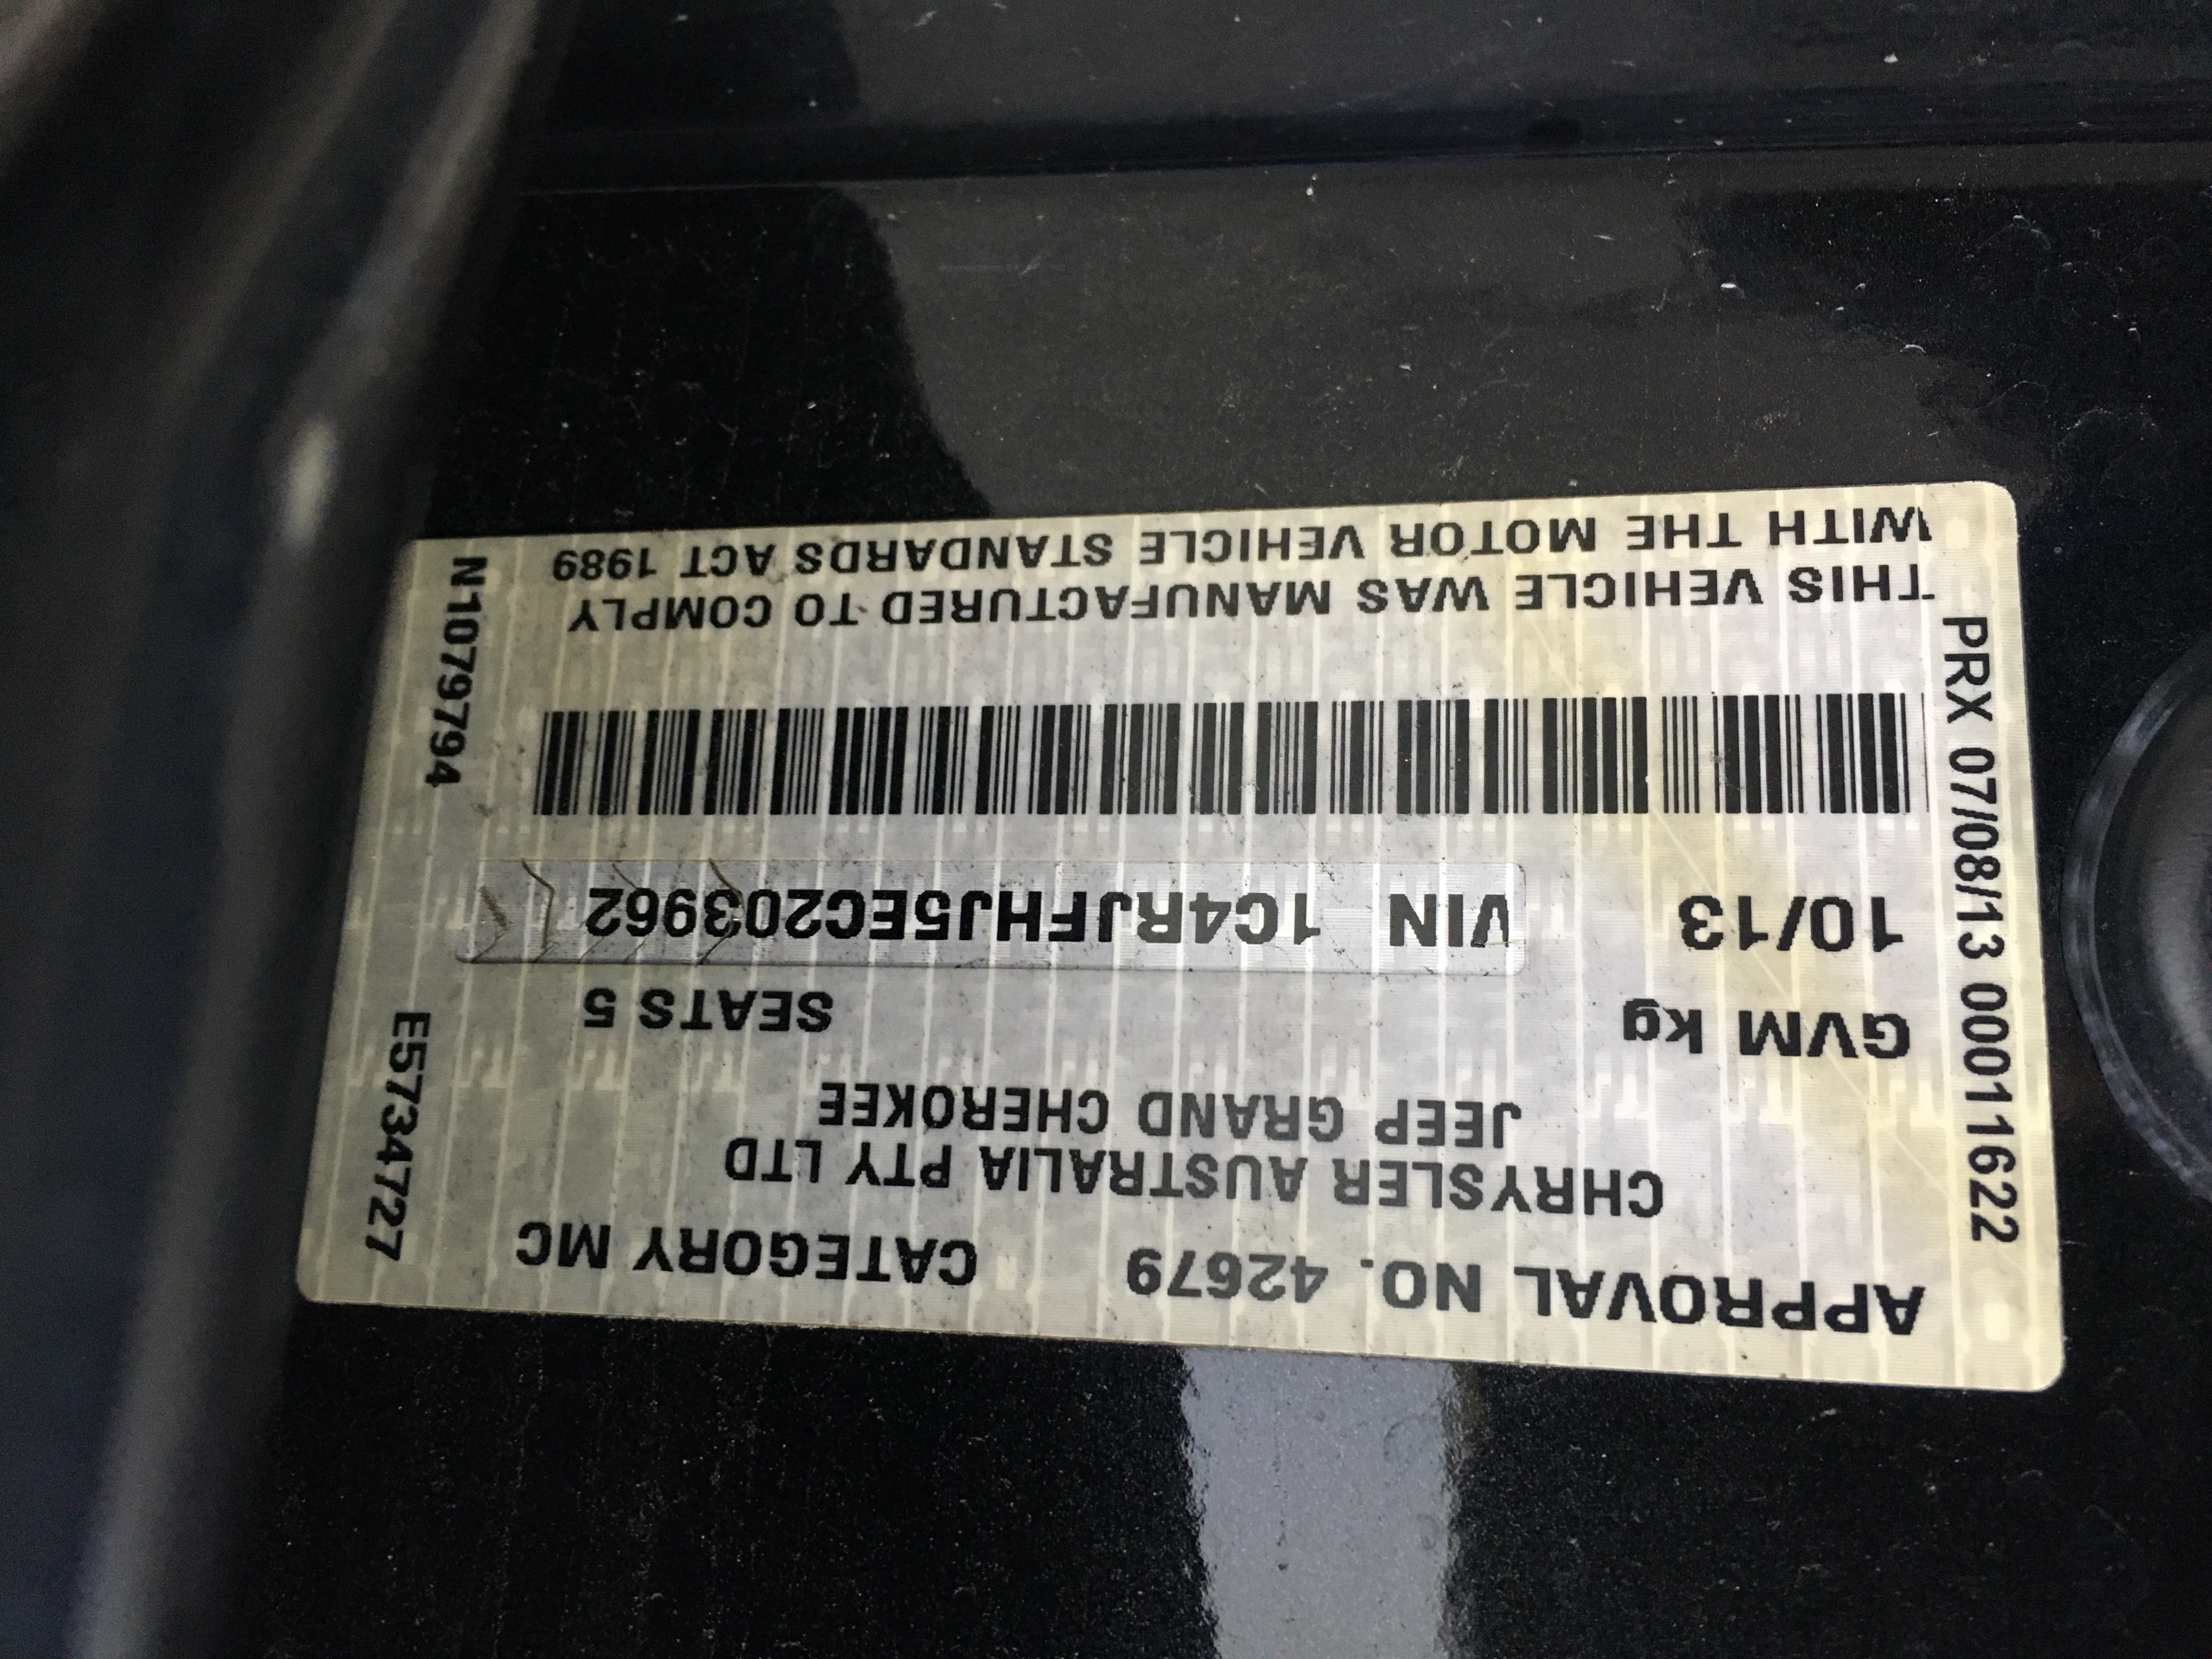 APPROVAL NO. 42679 CATEGORY MC
CHRYSLER AUSTRALIA PTY LTD
JEEP GRAND CHEROKEE
GVM kg SEATS 5
10/13 VIN 1C4RJFHJ5EC203962
THIS VEHICLE WAS MANUFACTURED TO COMPLY
WITH THE MOTOR VEHICLE STANDARDS ACT 1989
PRX 07/08/13 00011622
N1079794
E5734727